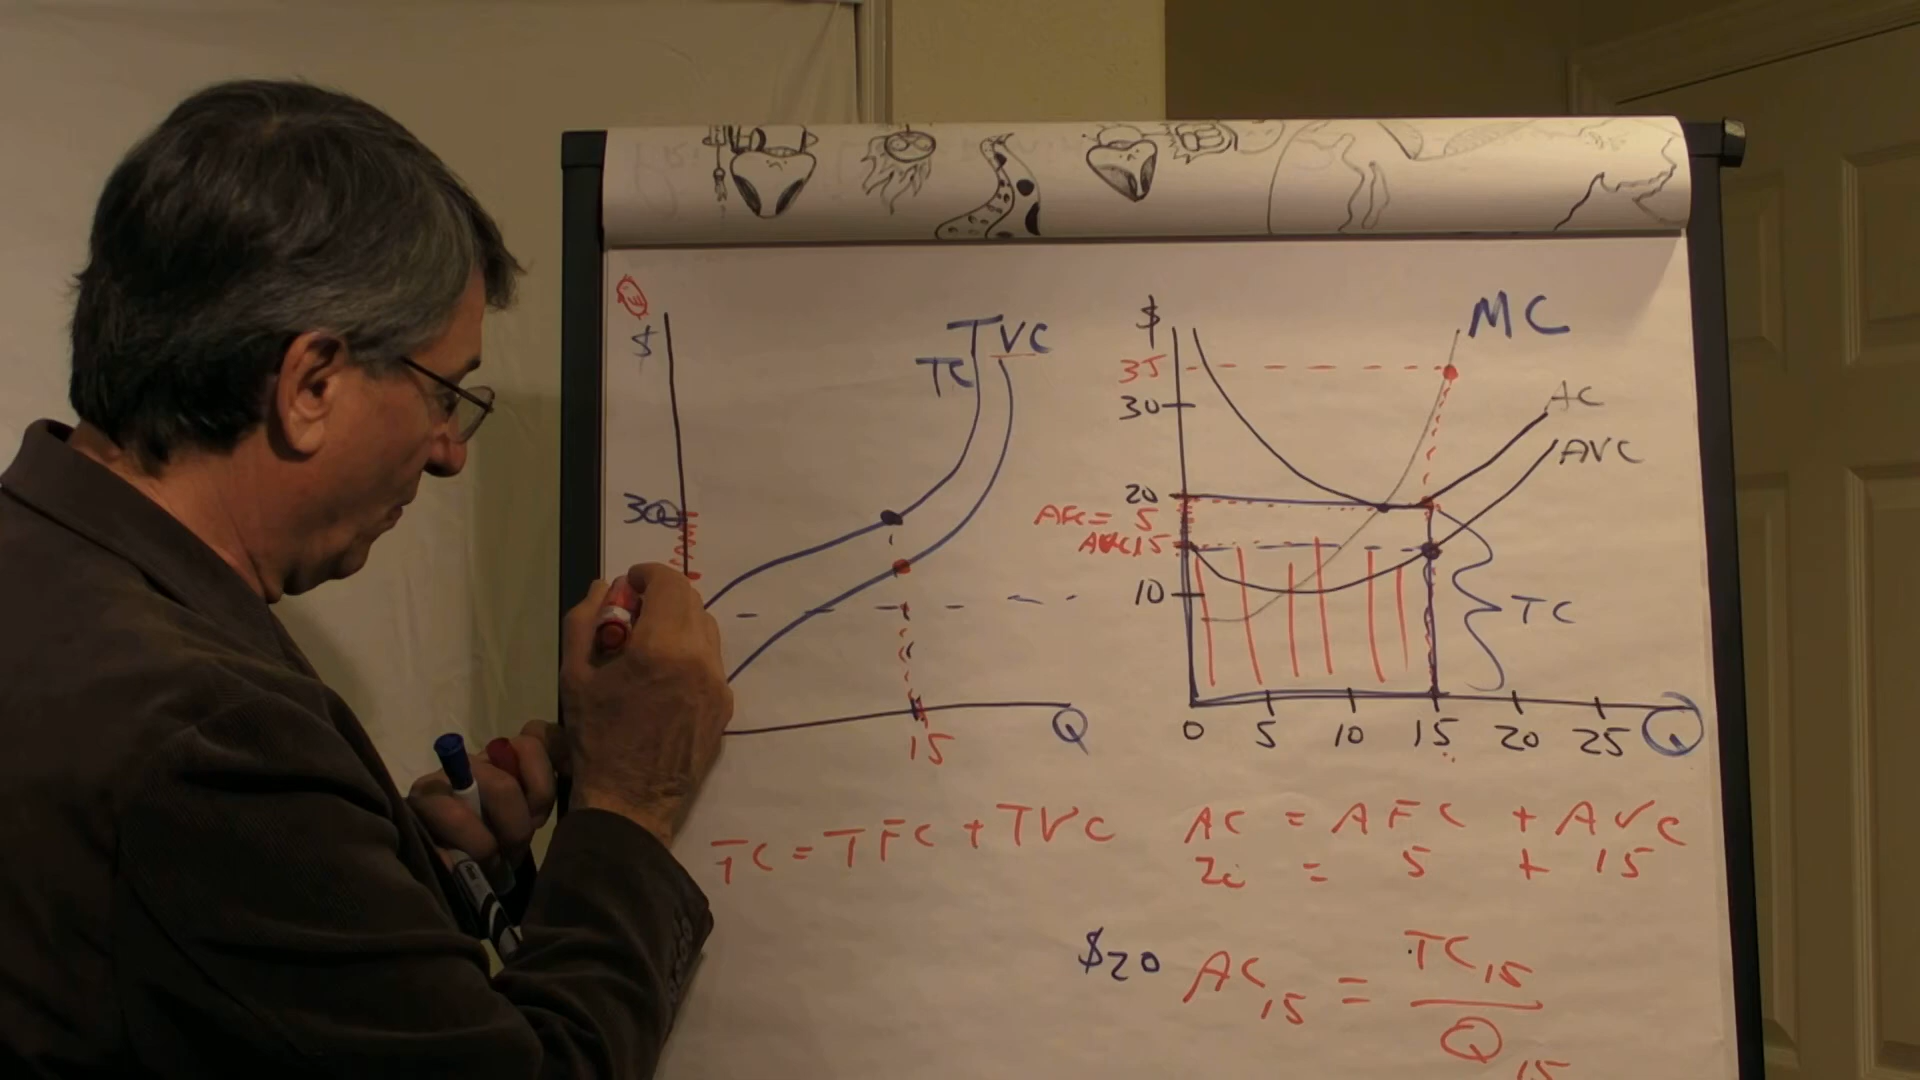 $
TVC
TC
300
Q
15
$
MC
35
30
AC
AVC
20
AFC = 5
AVC 15
10
TC
0 5 10 15 20 25 Q
TC = TFC + TVC
AC = AFC + AVC
20 = 5 + 15
$20 AC15 = TC15
Q15